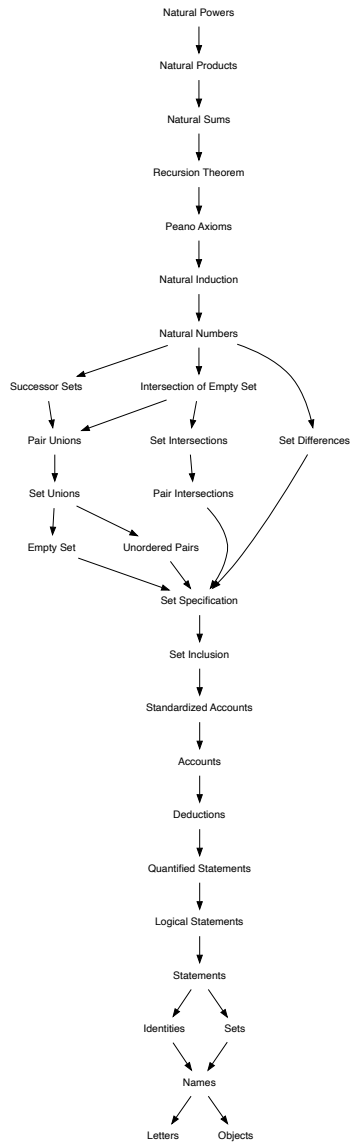 Natural Powers
Natural Products
Natural Sums
Recursion Theorem
Peano Axioms
Natural Induction
Natural Numbers
Successor Sets
Intersection of Empty Set
Pair Unions
Set Intersections
Set Differences
Set Unions
Pair Intersections
Empty Set
Unordered Pairs
Set Specification
Set Inclusion
Standardized Accounts
Accounts
Deductions
Quantified Statements
Logical Statements
Statements
Identities
Sets
Names
Letters
Objects